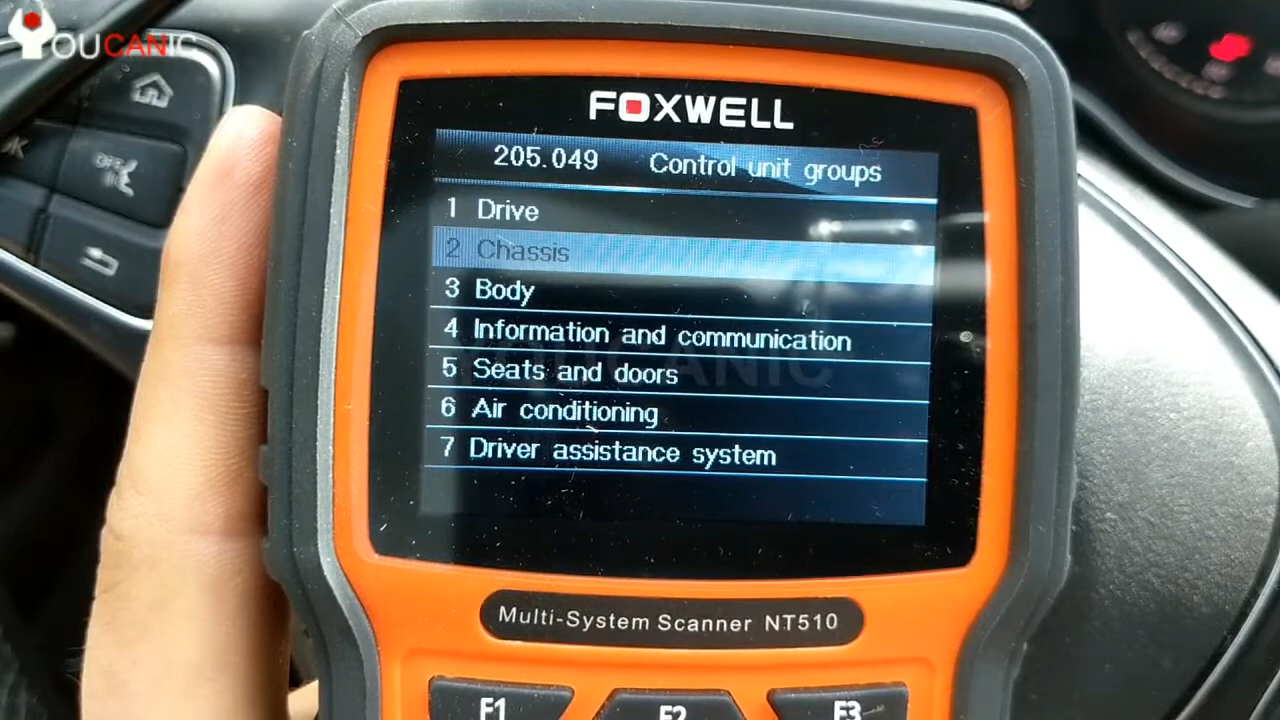 YOUCANIC
FOXWELL
205.049 Control unit groups
1 Drive
2 Chassis
3 Body
4 Information and communication
5 Seats and doors
6 Air conditioning
7 Driver assistance system
YOUCANIC
Multi-System Scanner NT510
F1 F2 F3